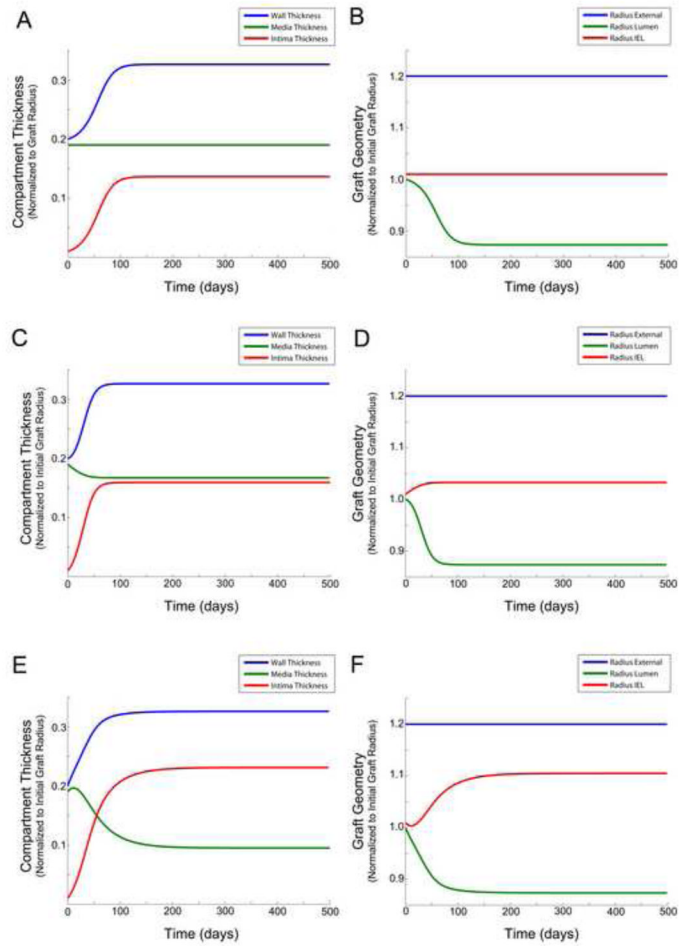 A
Wall Thickness
Media Thickness
Intima Thickness
Compartment Thickness
(Normalized to Graft Radius)
0.3
0.2
0.1
0 100 200 300 400 500
Time (days)
B
Radius External
Radius Lumen
Radius IEL
Graft Geometry
(Normalized to Initial Graft Radius)
1.2
1.1
1.0
0.9
0 100 200 300 400 500
Time (days)
C
Wall Thickness
Media Thickness
Intima Thickness
Compartment Thickness
(Normalized to Initial Graft Radius)
0.3
0.2
0.1
0 100 200 300 400 500
Time (days)
D
Radius External
Radius Lumen
Radius IEL
Graft Geometry
(Normalized to Initial Graft Radius)
1.2
1.1
1.0
0.9
0 100 200 300 400 500
Time (days)
E
Wall Thickness
Media Thickness
Intima Thickness
Compartment Thickness
(Normalized to Initial Graft Radius)
0.3
0.2
0.1
0 100 200 300 400 500
Time (days)
F
Radius External
Radius Lumen
Radius IEL
Graft Geometry
(Normalized to Initial Graft Radius)
1.2
1.1
1.0
0.9
0 100 200 300 400 500
Time (days)